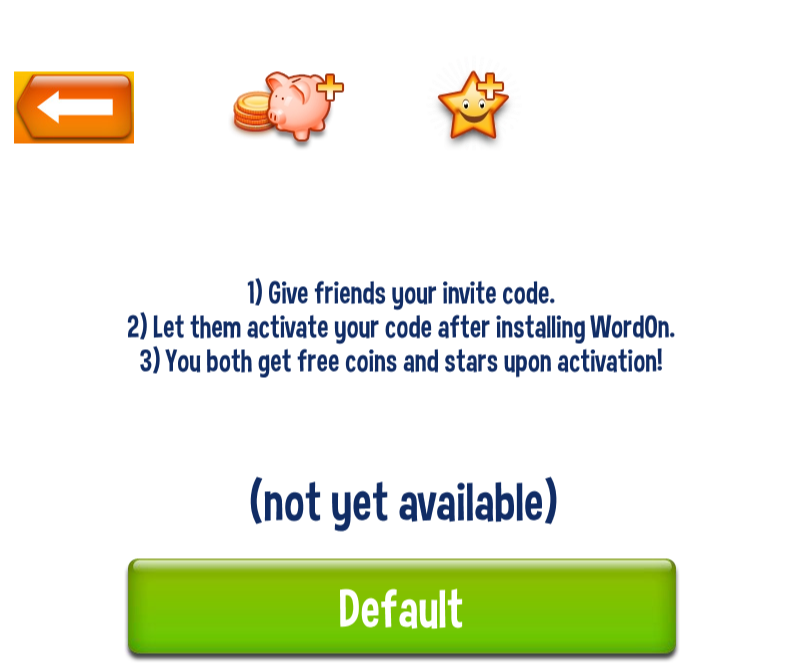 1) Give friends your invite code.
2) Let them activate your code after installing WordOn.
3) You both get free coins and stars upon activation!
(not yet available)
Default